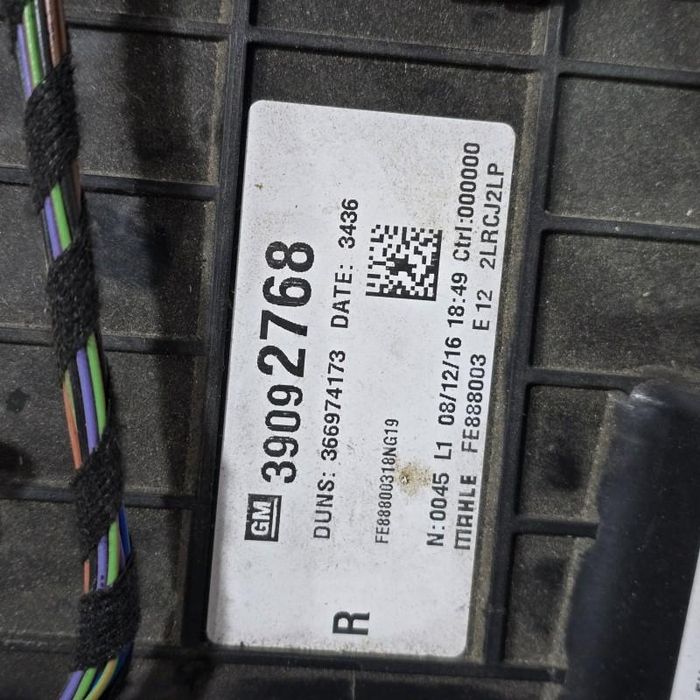 GM 39092768
DUNS: 366974173 DATE: 3436
FE88800318NG19
N:0045 L1 08/12/16 18:49 Ctrl:000000
MAHLE FE888003 E 12 2LRCJ2LP
R